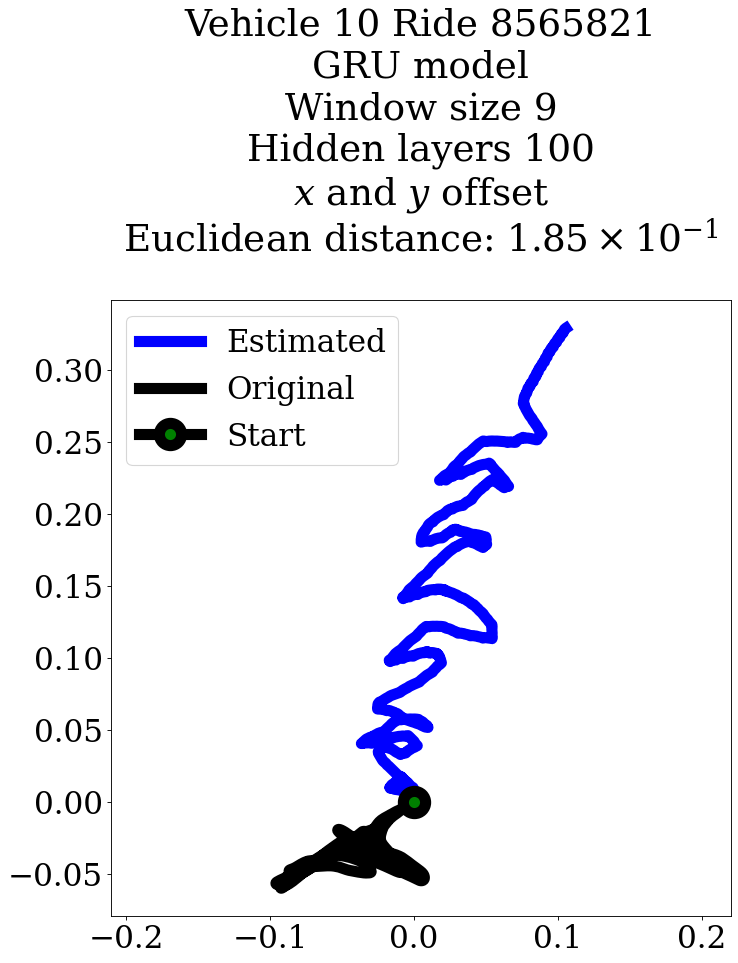 Vehicle 10 Ride 8565821
GRU model
Window size 9
Hidden layers 100
x and y offset
Euclidean distance: 1.85 × 10⁻¹
Estimated
Original
Start
0.30
0.25
0.20
0.15
0.10
0.05
0.00
−0.05
−0.2 −0.1 0.0 0.1 0.2